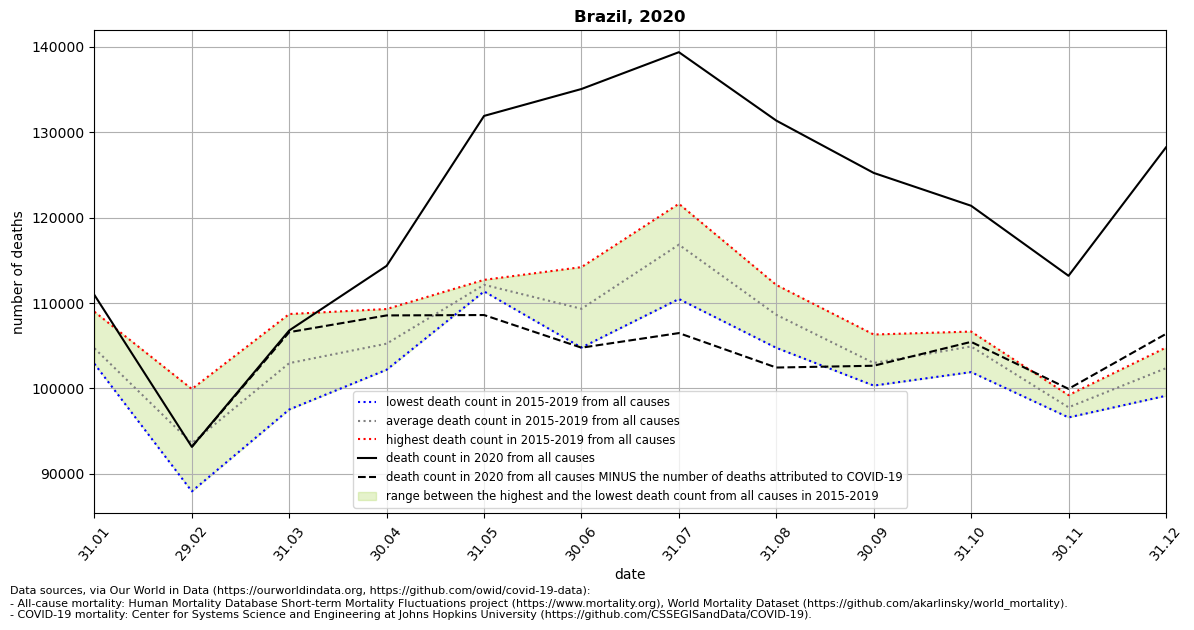 Brazil, 2020
140000
130000
120000
110000
100000
90000
number of deaths
lowest death count in 2015-2019 from all causes
average death count in 2015-2019 from all causes
highest death count in 2015-2019 from all causes
death count in 2020 from all causes
death count in 2020 from all causes MINUS the number of deaths attributed to COVID-19
range between the highest and the lowest death count from all causes in 2015-2019
31.01
29.02
31.03
30.04
31.05
30.06
31.07
31.08
30.09
31.10
30.11
31.12
date
Data sources, via Our World in Data (https://ourworldindata.org, https://github.com/owid/covid-19-data):
- All-cause mortality: Human Mortality Database Short-term Mortality Fluctuations project (https://www.mortality.org), World Mortality Dataset (https://github.com/akarlinsky/world_mortality).
- COVID-19 mortality: Center for Systems Science and Engineering at Johns Hopkins University (https://github.com/CSSEGISandData/COVID-19).